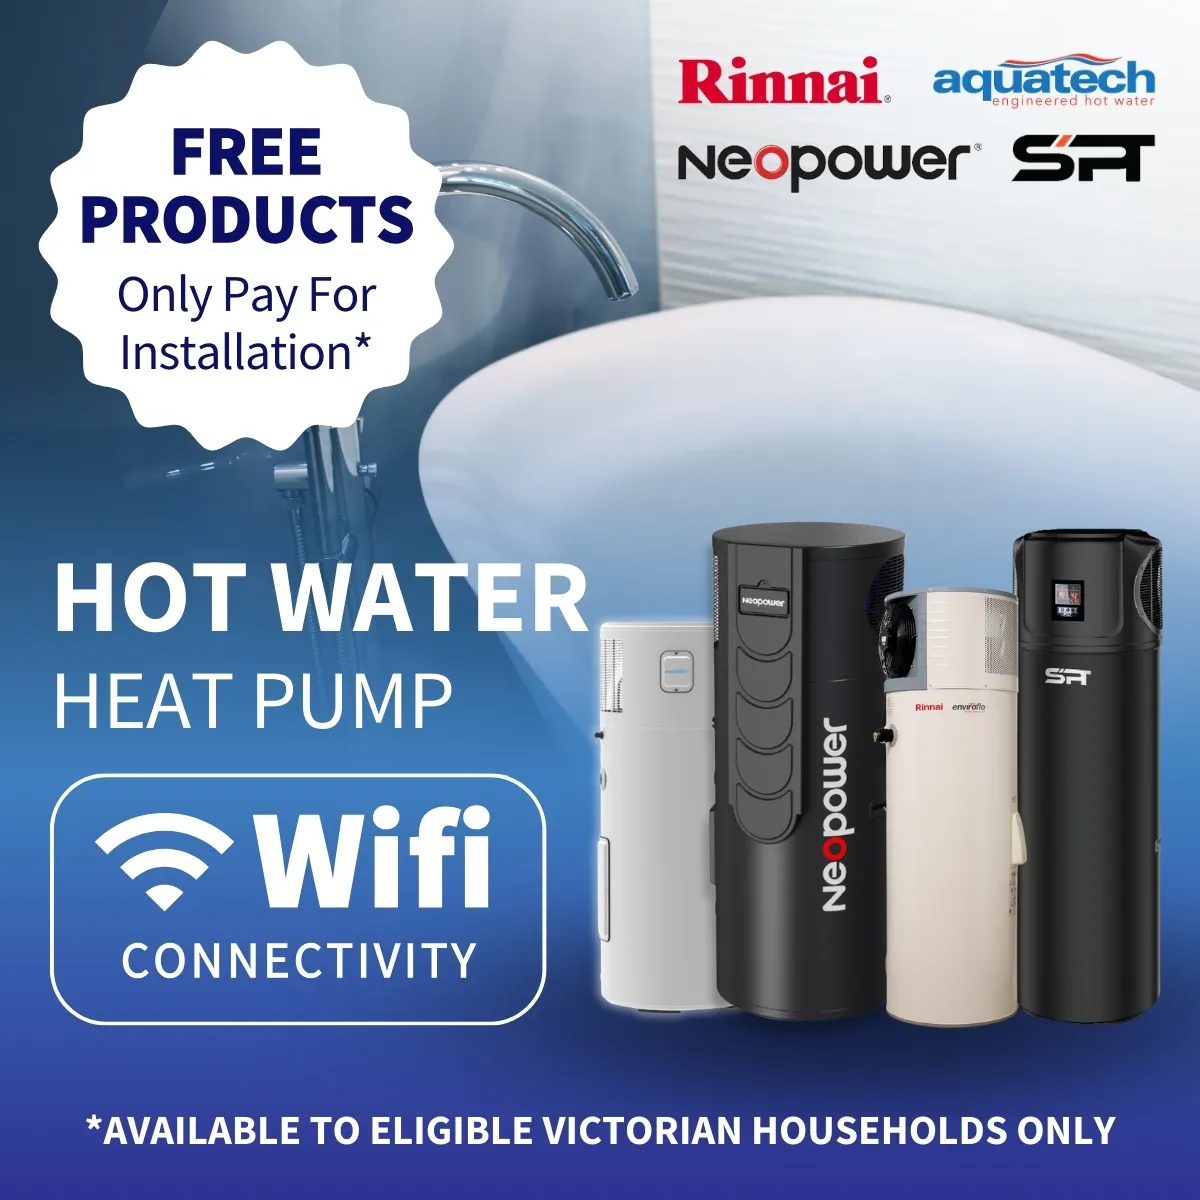 FREE
PRODUCTS
Only Pay For
Installation*
Rinnai®
aquatech
engineered hot water
Neopower®
SPT
HOT WATER
HEAT PUMP
Wifi
CONNECTIVITY
Neopower
Neopower
Rinnai enviroflo
SPT
*AVAILABLE TO ELIGIBLE VICTORIAN HOUSEHOLDS ONLY